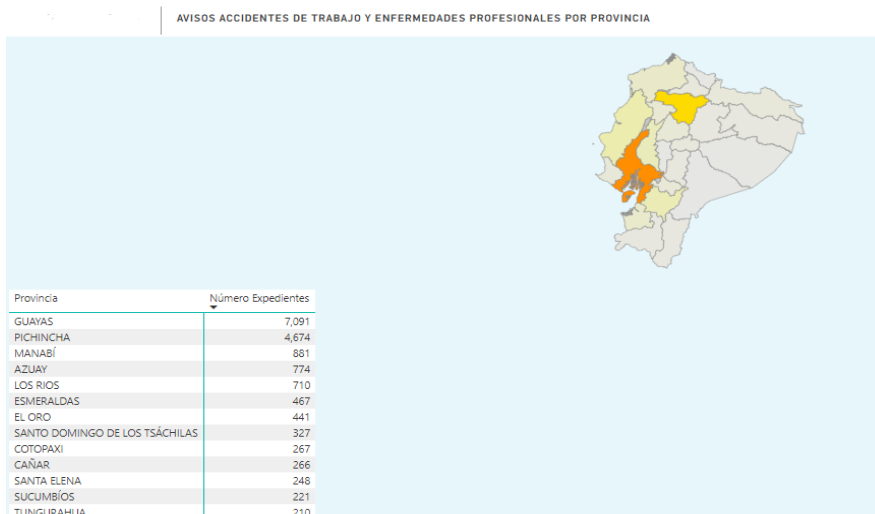 AVISOS ACCIDENTES DE TRABAJO Y ENFERMEDADES PROFESIONALES POR PROVINCIA
Provincia Número Expedientes
GUAYAS 7,091
PICHINCHA 4,674
MANABÍ 881
AZUAY 774
LOS RIOS 710
ESMERALDAS 467
EL ORO 441
SANTO DOMINGO DE LOS TSÁCHILAS 327
COTOPAXI 267
CAÑAR 266
SANTA ELENA 248
SUCUMBÍOS 221
TUNGURAHUA 210